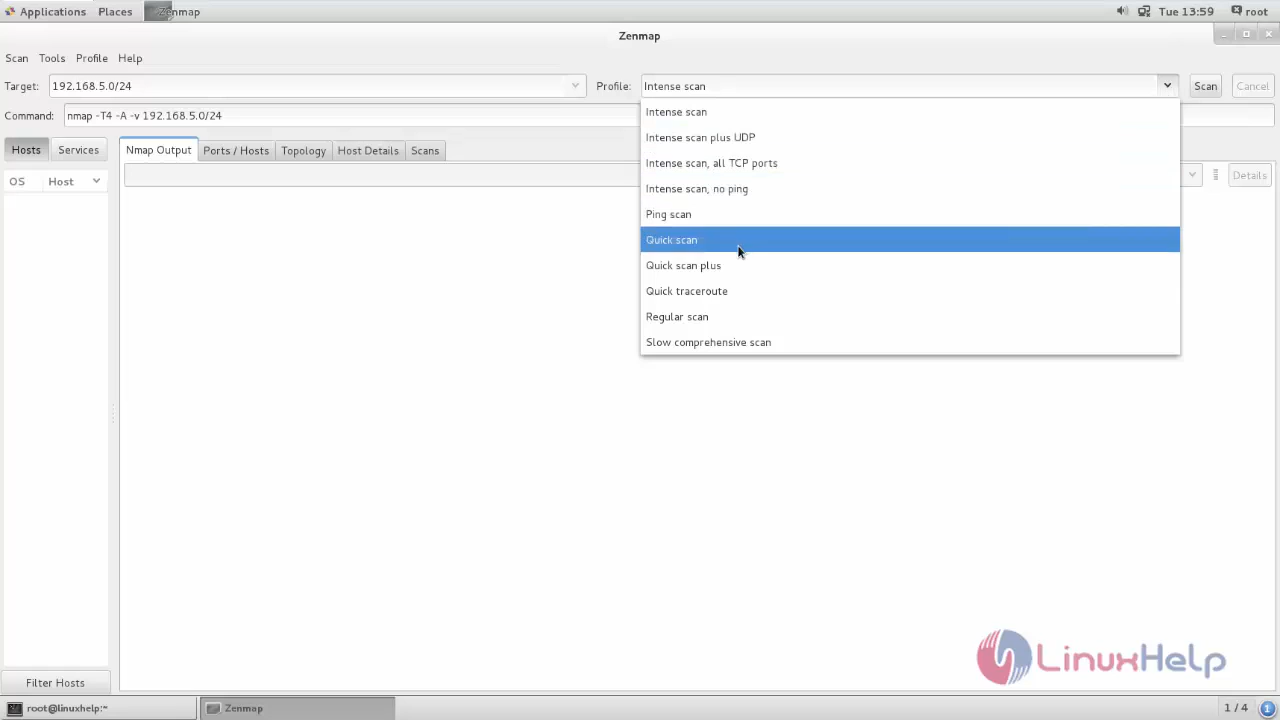 Applications Places Zenmap Tue 13:59 root
Zenmap
Scan Tools Profile Help
Target: 192.168.5.0/24 Profile: Intense scan Scan Cancel
Command: nmap -T4 -A -v 192.168.5.0/24
Hosts Services Nmap Output Ports / Hosts Topology Host Details Scans
OS Host Details
Intense scan
Intense scan plus UDP
Intense scan, all TCP ports
Intense scan, no ping
Ping scan
Quick scan
Quick scan plus
Quick traceroute
Regular scan
Slow comprehensive scan
LinuxHelp
Filter Hosts
root@linuxhelp:~ Zenmap 1 / 4 1